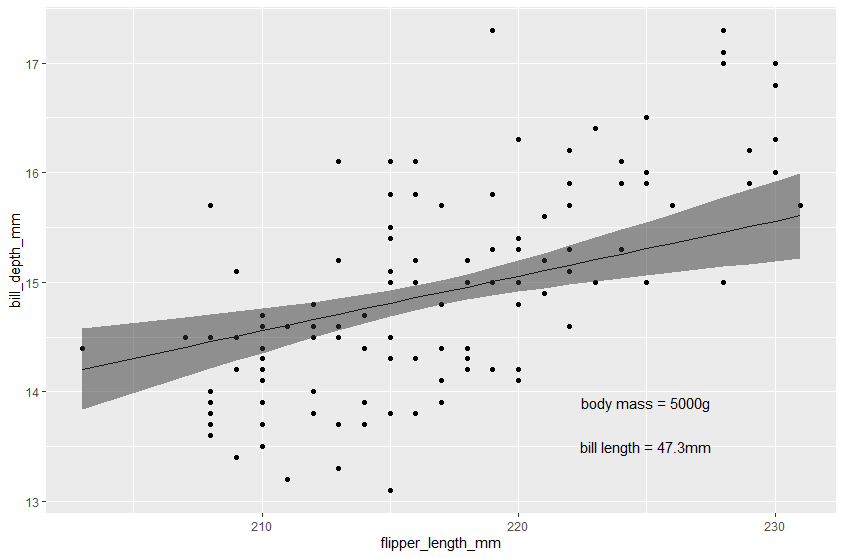 17
16
15
14
13
bill_depth_mm
body mass = 5000g
bill length = 47.3mm
210
220
230
flipper_length_mm